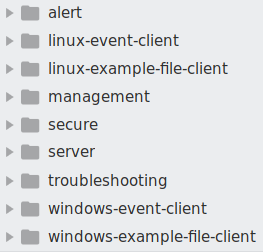 alert
linux-event-client
linux-example-file-client
management
secure
server
troubleshooting
windows-event-client
windows-example-file-client